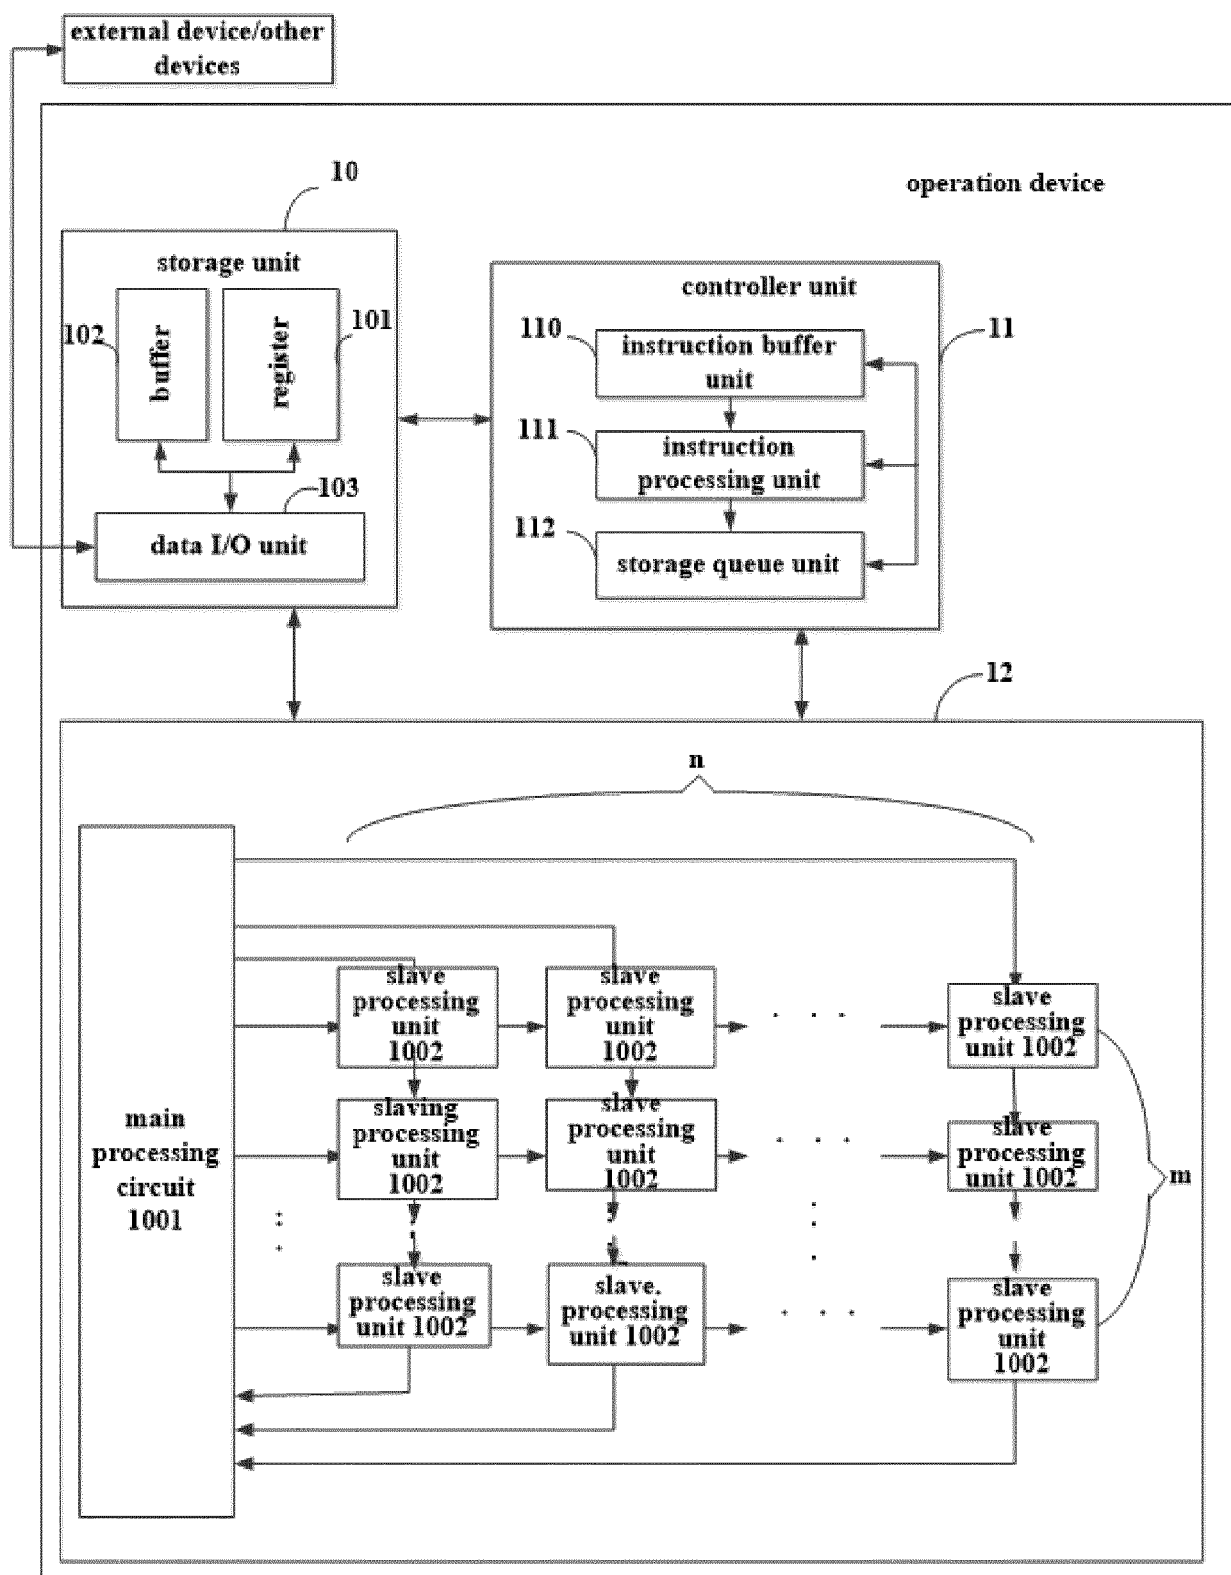 external device/other
devices
operation device
10
storage unit
102
buffer
register
101
103
data I/O unit
controller unit
11
110
instruction buffer
unit
111
instruction
processing unit
112
storage queue unit
12
n
main
processing
circuit
1001
slave
processing
unit
1002
slave
processing
unit
1002
. . .
slave
processing
unit 1002
slaving
processing
unit
1002
slave
processing
unit
1002
. . .
slave
processing
unit 1002
m
slave
processing
unit 1002
slave.
processing
unit 1002
. . .
slave
processing
unit
1002